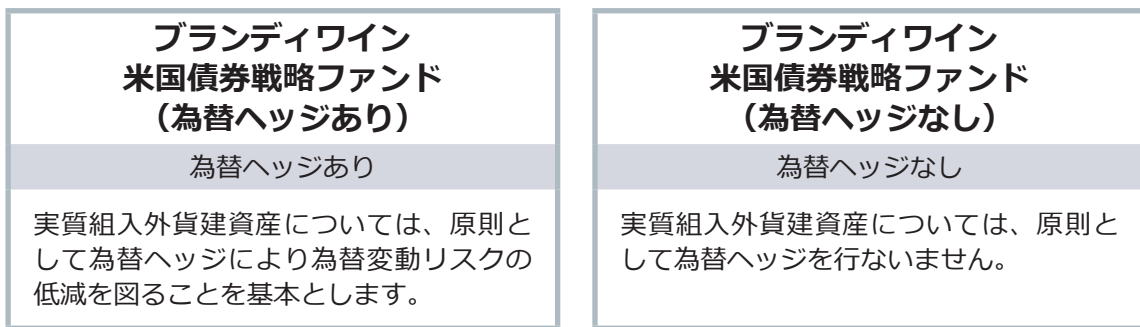 ブランディワイン
米国債券戦略ファンド
（為替ヘッジあり）
為替ヘッジあり
実質組入外貨建資産については、原則と
して為替ヘッジにより為替変動リスクの
低減を図ることを基本とします。
ブランディワイン
米国債券戦略ファンド
（為替ヘッジなし）
為替ヘッジなし
実質組入外貨建資産については、原則と
して為替ヘッジを行ないません。